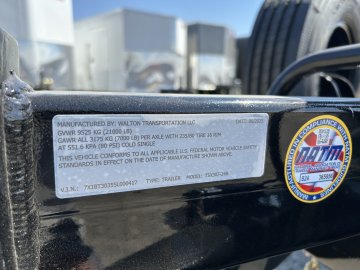 MANUFACTURED BY: WALTON TRANSPORTATION LLC
GVWR 9525 KG (21000 LB)
GAWR ALL 3175 KG (7000 LB) PER AXLE WITH 235/80 TIRE 16 RIM
AT 551.6 KPA (80 PSI) COLD SINGLE
THIS VEHICLE CONFORMS TO ALL APPLICABLE U.S. FEDERAL MOTOR VEHICLE SAFETY
STANDARDS IN EFFECT ON THE DATE OF MANUFACTURE SHOWN ABOVE.
V.I.N.:
TYPE: TRAILER
NATM